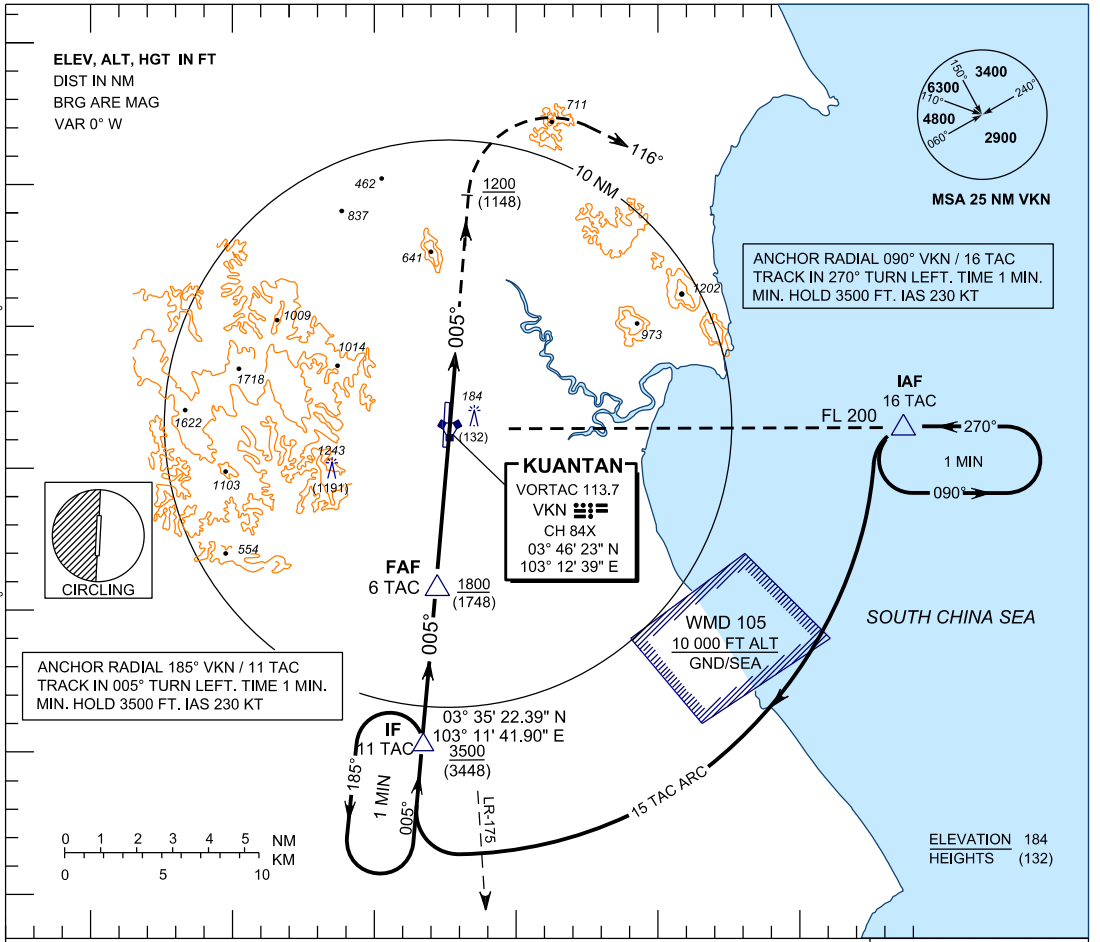 ELEV, ALT, HGT IN FT
DIST IN NM
BRG ARE MAG
VAR 0° W
711
116°
10 NM
462
837
641
1200
(1148)
150°
3400
6300
110°
240°
4800
060°
2900
MSA 25 NM VKN
ANCHOR RADIAL 090° VKN / 16 TAC
TRACK IN 270° TURN LEFT. TIME 1 MIN.
MIN. HOLD 3500 FT. IAS 230 KT
1202
973
1009
1014
1718
1622
1243
(1191)
1103
554
005°
184
(132)
FL 200
IAF
16 TAC
270°
1 MIN
090°
KUANTAN
VORTAC 113.7
VKN
CH 84X
03° 46' 23" N
103° 12' 39" E
CIRCLING
FAF
6 TAC
1800
(1748)
005°
WMD 105
10 000 FT ALT
GND/SEA
SOUTH CHINA SEA
ANCHOR RADIAL 185° VKN / 11 TAC
TRACK IN 005° TURN LEFT. TIME 1 MIN.
MIN. HOLD 3500 FT. IAS 230 KT
IF
11 TAC
03° 35' 22.39" N
103° 11' 41.90" E
3500
(3448)
185°
1 MIN
005°
LR-175
15 TAC ARC
0 1 2 3 4 5 NM
KM
0 5 10
ELEVATION 184
HEIGHTS (132)